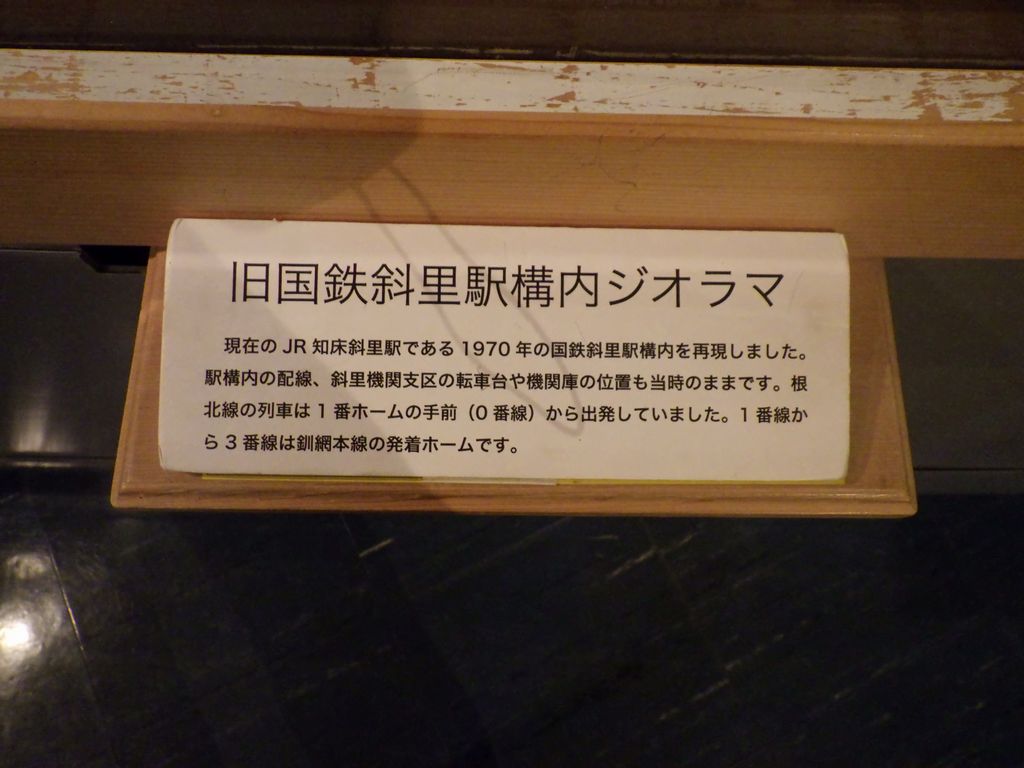 旧国鉄斜里駅構内ジオラマ
現在の JR 知床斜里駅である 1970 年の国鉄斜里駅構内を再現しました。
駅構内の配線、斜里機関支区の転車台や機関庫の位置も当時のままです。根
北線の列車は 1 番ホームの手前（0 番線）から出発していました。1 番線か
ら 3 番線は釧網本線の発着ホームです。